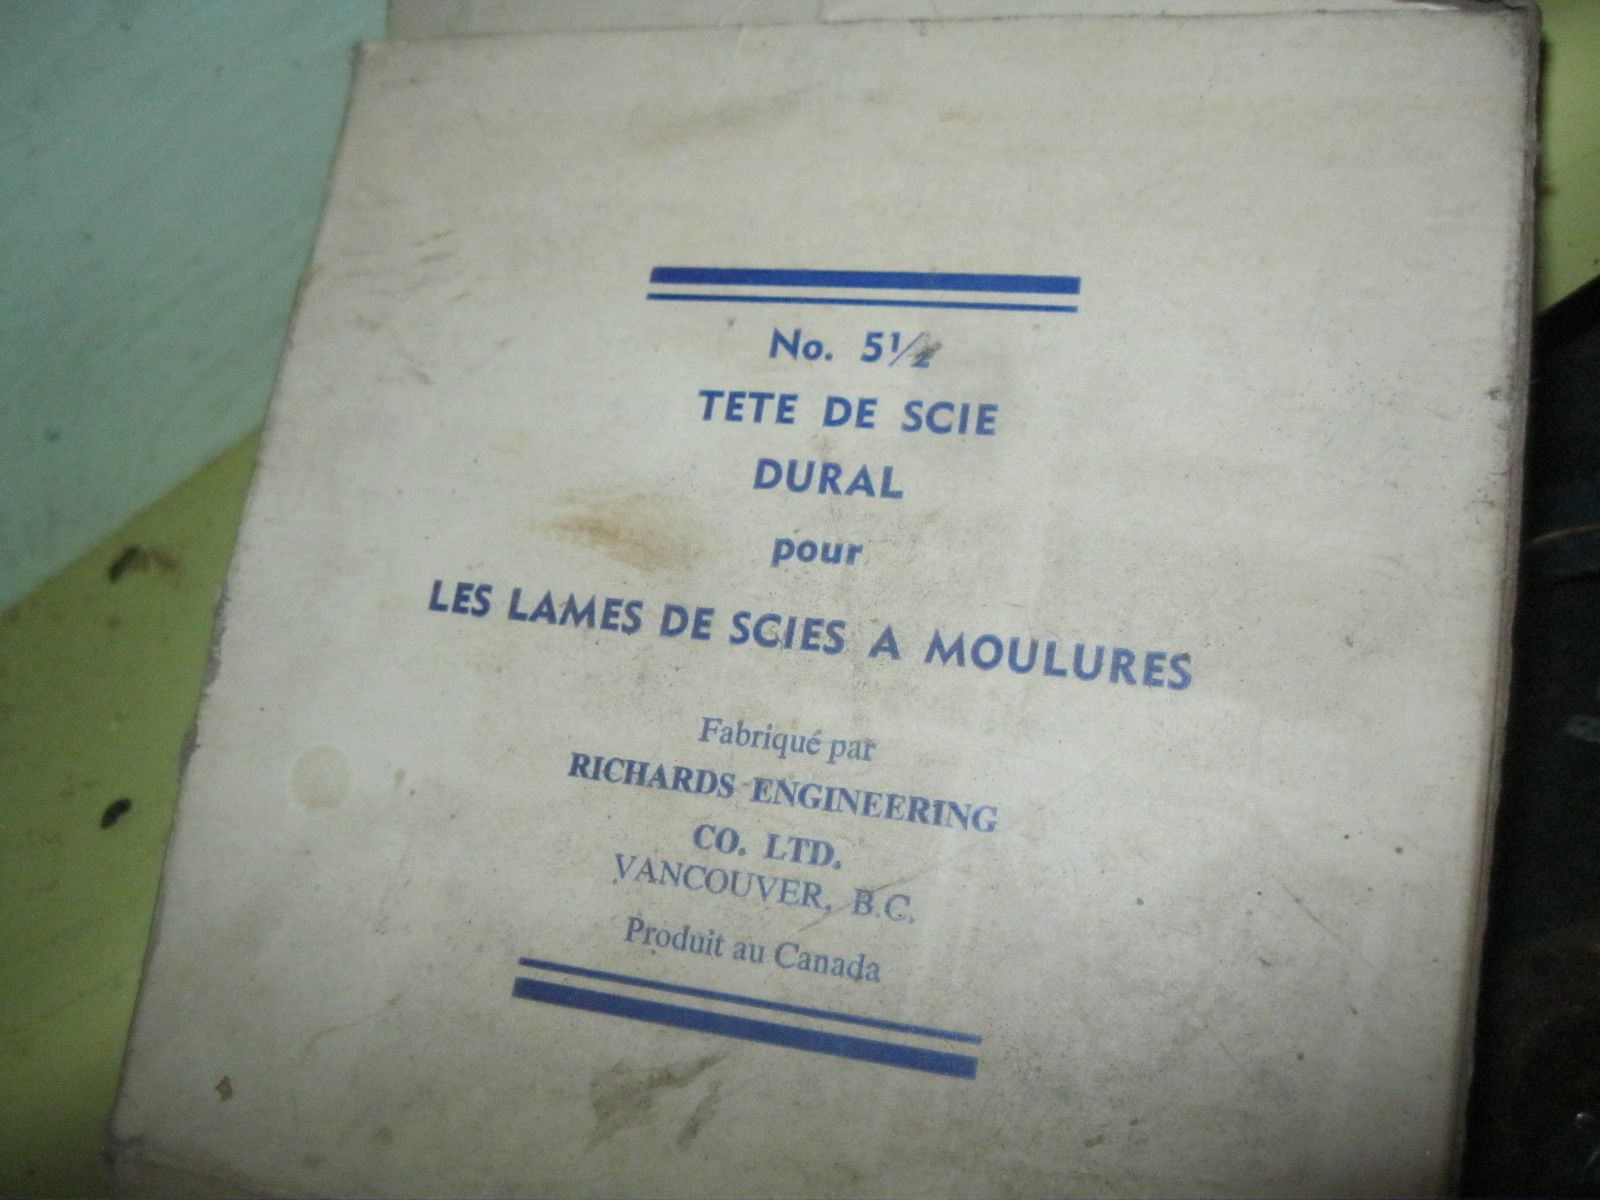 No. 5½
TETE DE SCIE
DURAL
pour
LES LAMES DE SCIES A MOULURES
Fabriqué par
RICHARDS ENGINEERING
CO. LTD.
VANCOUVER, B.C.
Produit au Canada